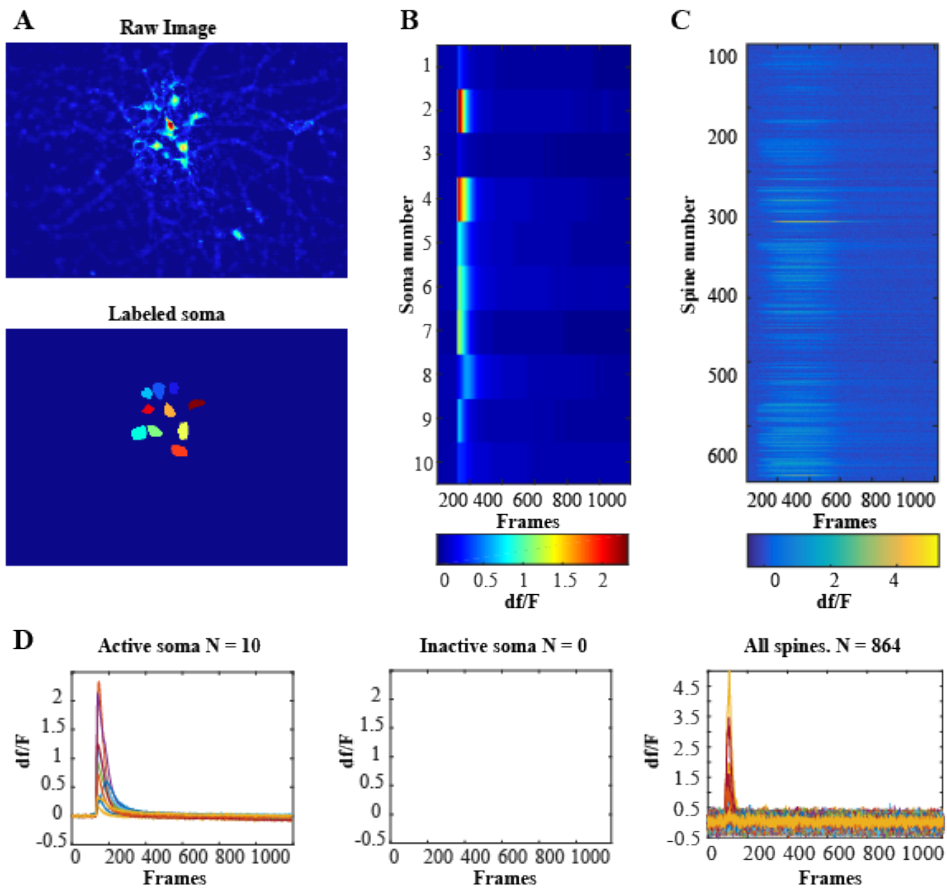 A
Raw Image
Labeled soma
B
Soma number
1
2
3
4
5
6
7
8
9
10
200 400 600 800 1000
Frames
0 0.5 1 1.5 2
df/F
C
Spine number
100
200
300
400
500
600
200 400 600 800 1000
Frames
0 2 4
df/F
D
Active soma N = 10
df/F
2
1.5
1
0.5
0
-0.5
0 200 400 600 800 1000
Frames
Inactive soma N = 0
df/F
2
1.5
1
0.5
0
-0.5
0 200 400 600 800 1000
Frames
All spines. N = 864
df/F
4.5
3.5
2.5
1.5
0.5
-0.5
0 200 400 600 800 1000
Frames